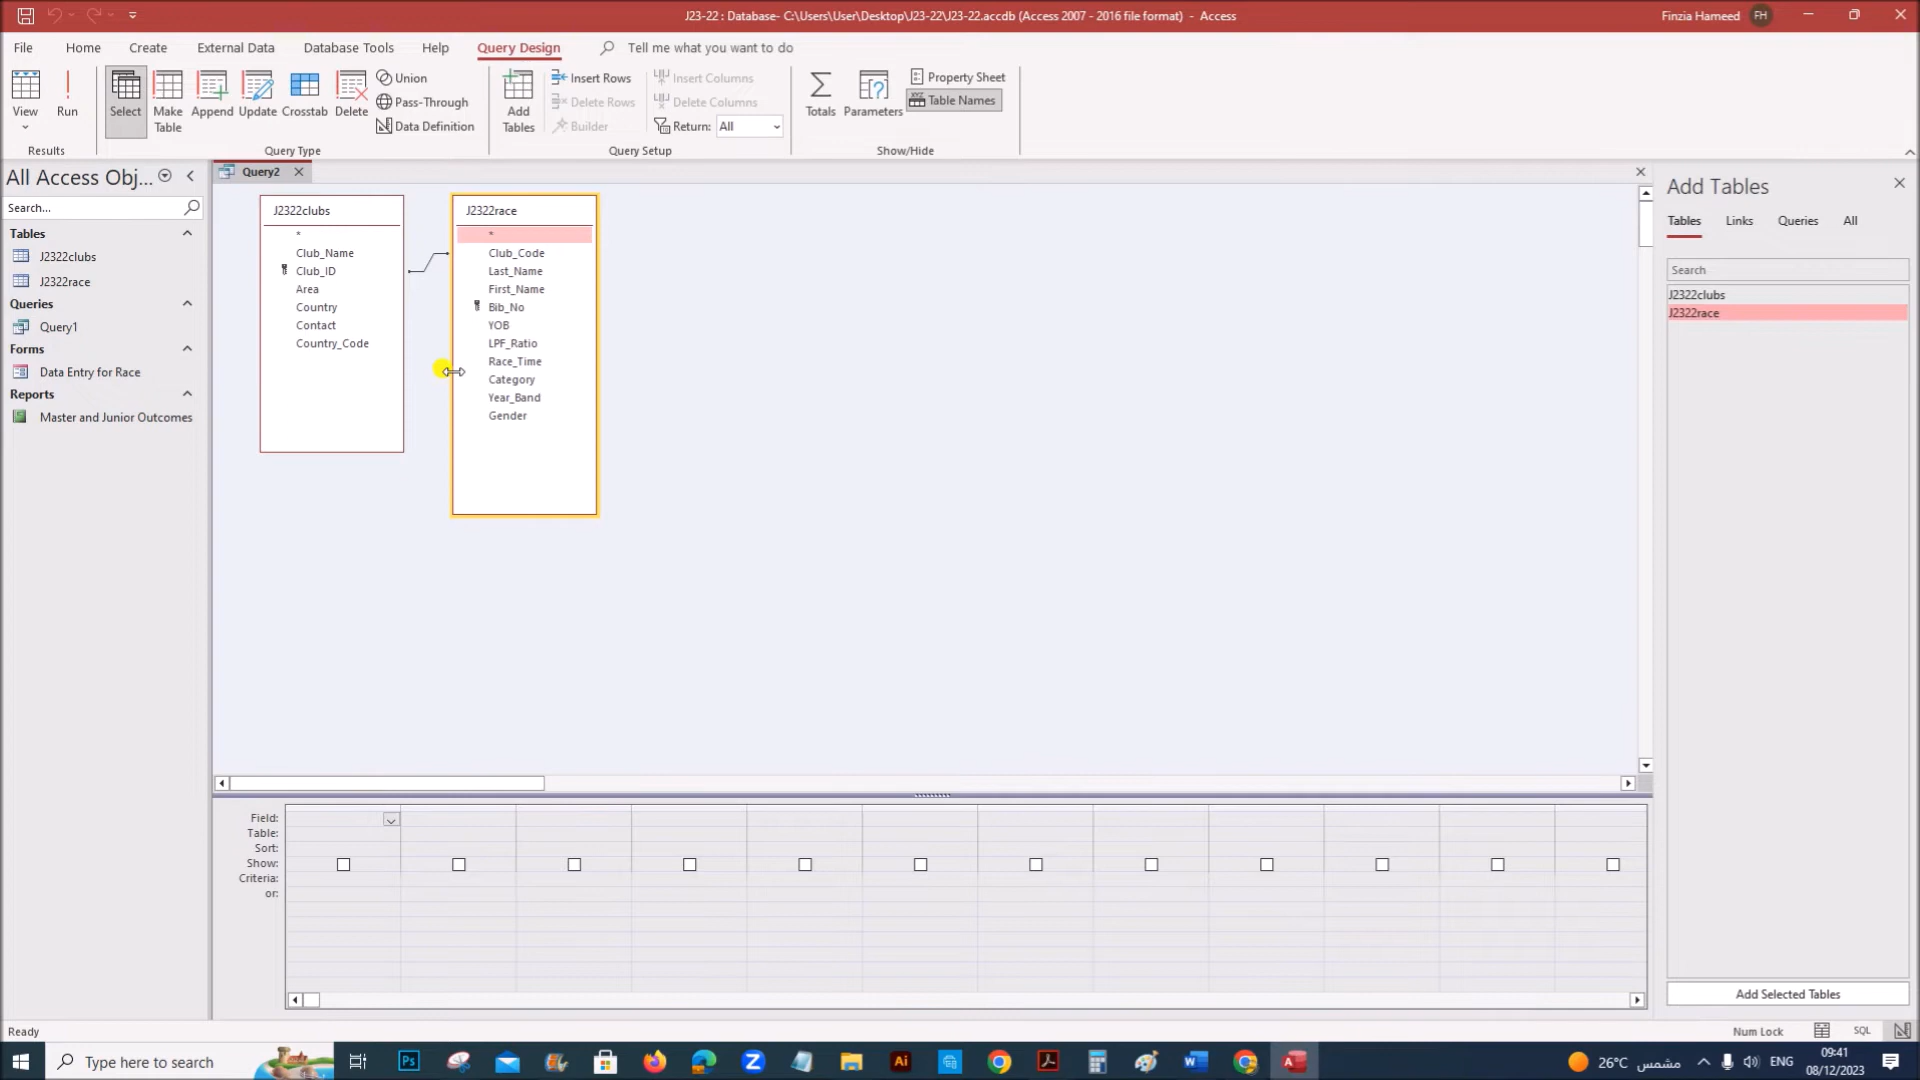 J23-22 : Database- C:\Users\User\Desktop\J23-22\J23-22.accdb (Access 2007 - 2016 file format) - Access
Finzia Hameed FH
File Home Create External Data Database Tools Help Query Design Tell me what you want to do
View
Run
Select
Make Table
Append
Update
Crosstab
Delete
Union
Pass-Through
Data Definition
Add Tables
Insert Rows
Delete Rows
Builder
Insert Columns
Delete Columns
Return: All
Totals
Parameters
Property Sheet
XYZ Table Names
Results
Query Type
Query Setup
Show/Hide
All Access Obj...
Search...
Tables
J2322clubs
J2322race
Queries
Query1
Forms
Data Entry for Race
Reports
Master and Junior Outcomes
Query2
J2322clubs
*
Club_Name
Club_ID
Area
Country
Contact
Country_Code
J2322race
*
Club_Code
Last_Name
First_Name
Bib_No
YOB
LPF_Ratio
Race_Time
Category
Year_Band
Gender
Field:
Table:
Sort:
Show:
Criteria:
or:
Add Tables
Tables Links Queries All
Search
J2322clubs
J2322race
Add Selected Tables
Ready
Num Lock
SQL
Type here to search
Ps
Ai
26°C مشمس
ENG
09:41
08/12/2023